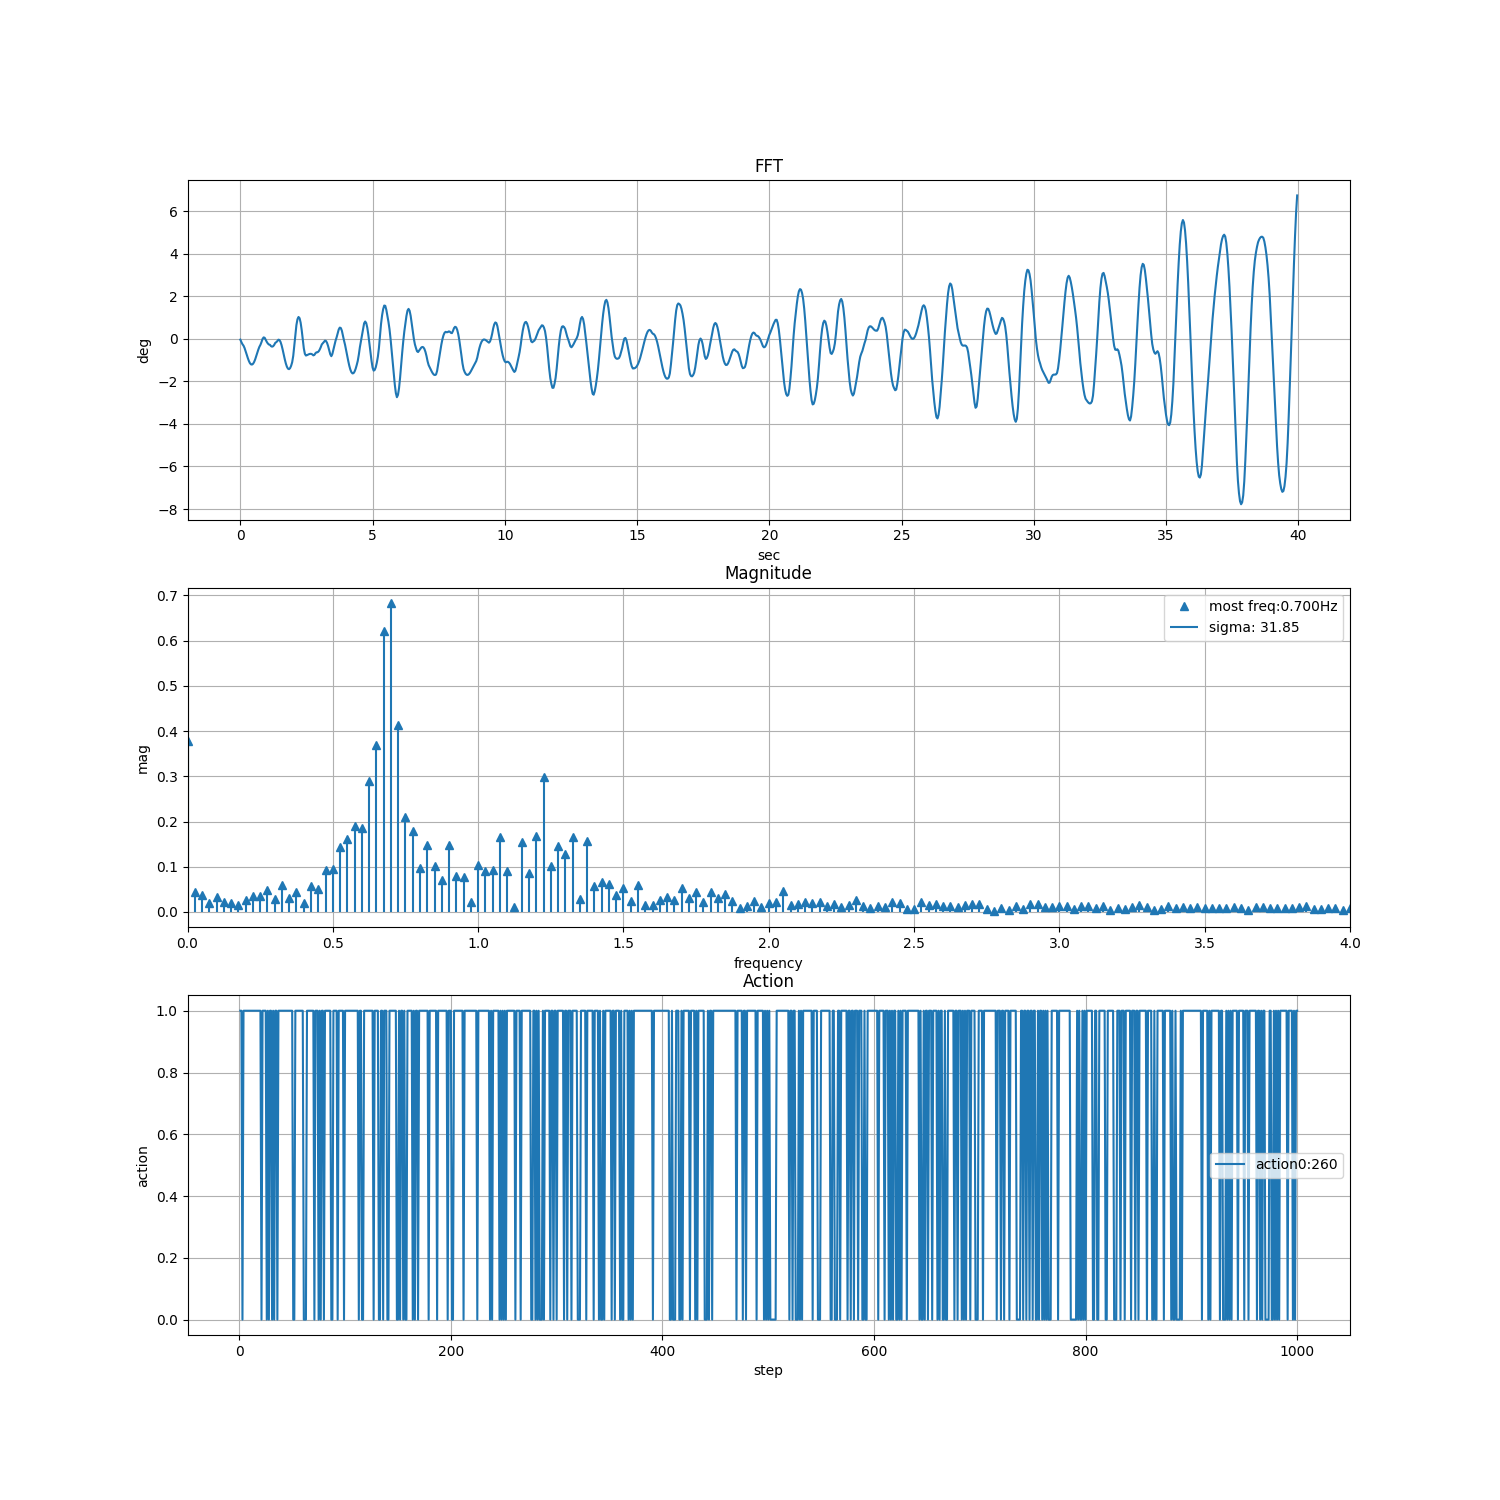 FFT
6
4
2
0
−2
−4
−6
−8
deg
0 5 10 15 20 25 30 35 40
sec
Magnitude
0.7
0.6
0.5
0.4
0.3
0.2
0.1
0.0
mag
most freq:0.700Hz
sigma: 31.85
0.0 0.5 1.0 1.5 2.0 2.5 3.0 3.5 4.0
frequency
Action
1.0
0.8
0.6
0.4
0.2
0.0
action
action0:260
0 200 400 600 800 1000
step